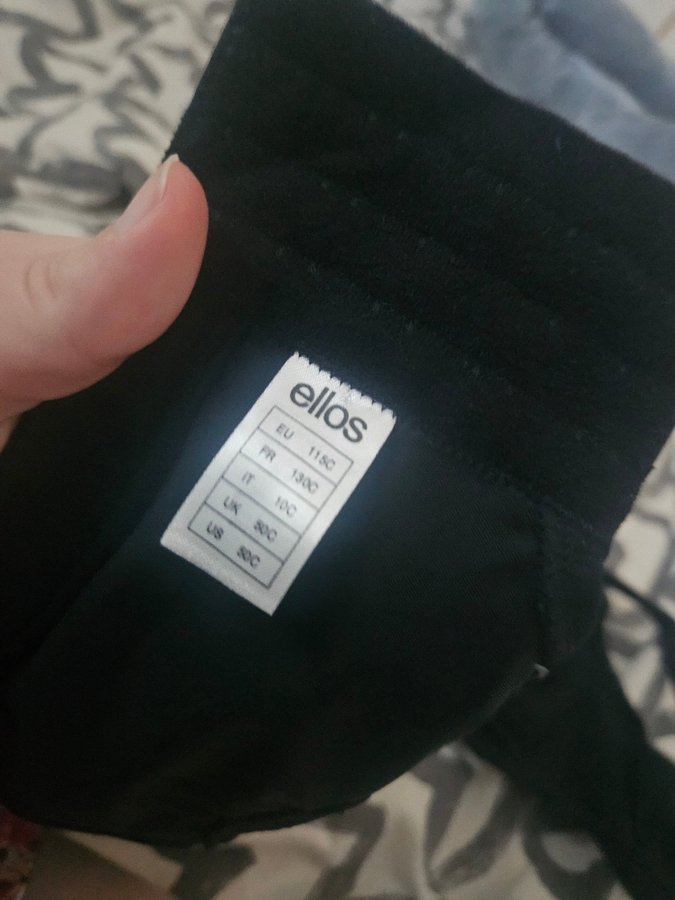 ellos
EU 115C
FR 130C
IT 10C
UK 50C
US 50C